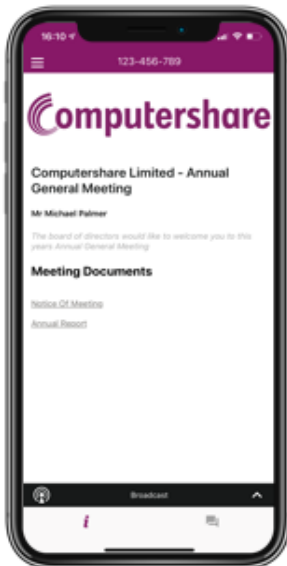 16:10
123-456-789
Computershare
Computershare Limited - Annual
General Meeting
Mr Michael Palmer
The board of directors would like to welcome you to this
years Annual General Meeting
Meeting Documents
Notice Of Meeting
Annual Report
Broadcast
i